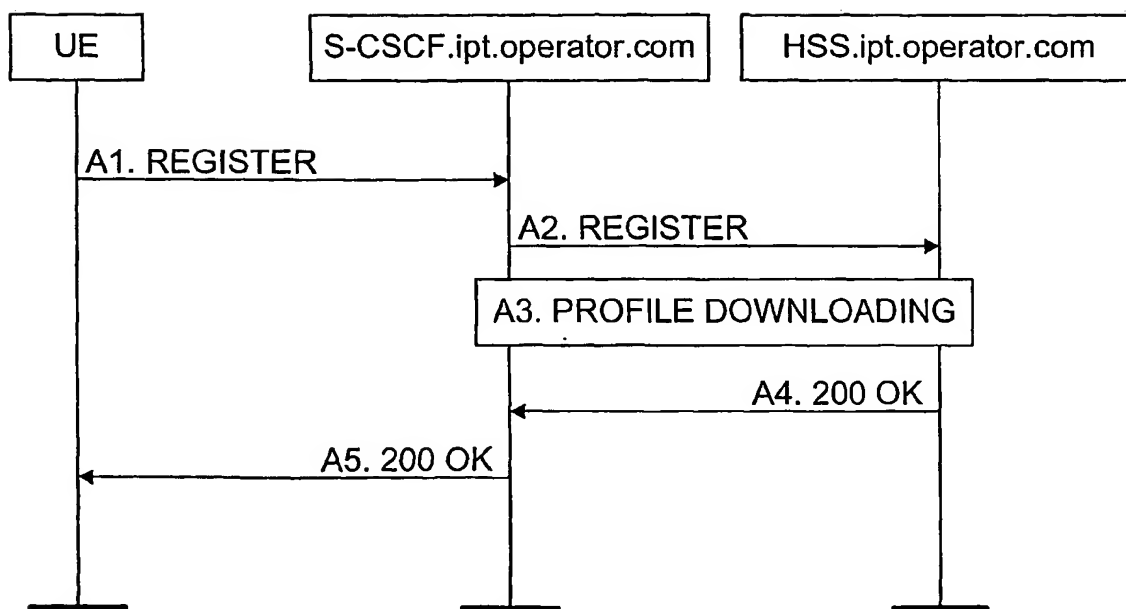 UE
S-CSCF.ipt.operator.com
HSS.ipt.operator.com
A1. REGISTER
A2. REGISTER
A3. PROFILE DOWNLOADING
A4. 200 OK
A5. 200 OK